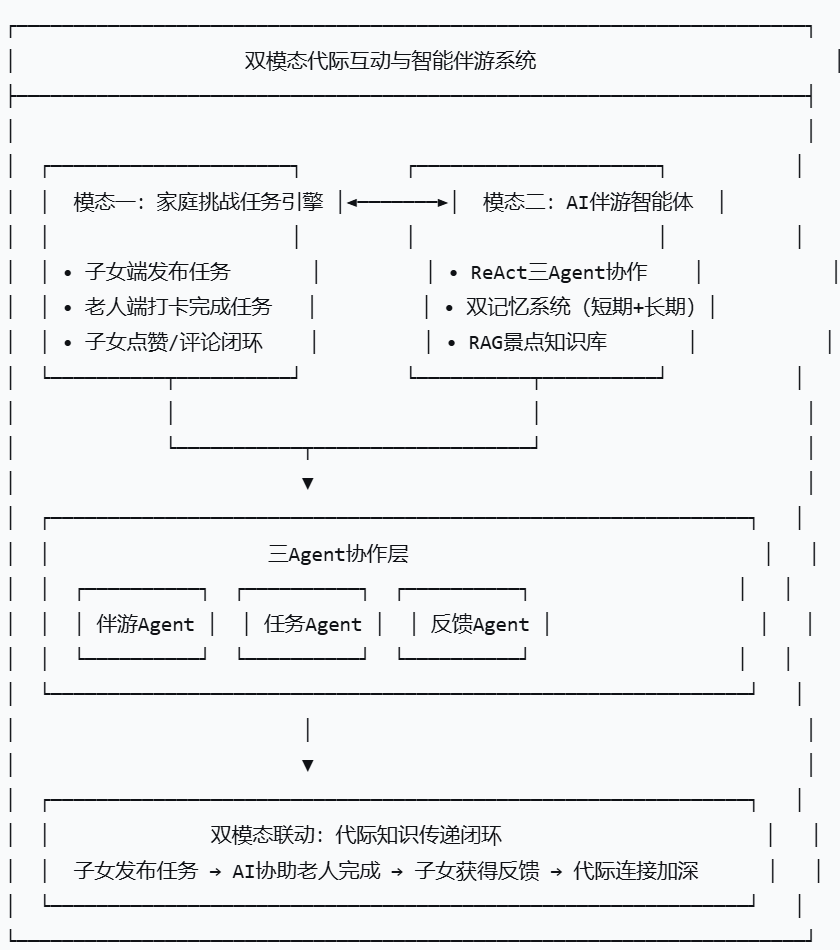 双模态代际互动与智能伴游系统
模态一: 家庭挑战任务引擎 ◄──────►  模态二: AI伴游智能体
• 子女端发布任务 • ReAct三Agent协作
• 老人端打卡完成任务 • 双记忆系统（短期+长期）
• 子女点赞/评论闭环 • RAG景点知识库
▼
三Agent协作层
伴游Agent 任务Agent 反馈Agent
▼
双模态联动: 代际知识传递闭环
子女发布任务 → AI协助老人完成 → 子女获得反馈 → 代际连接加深